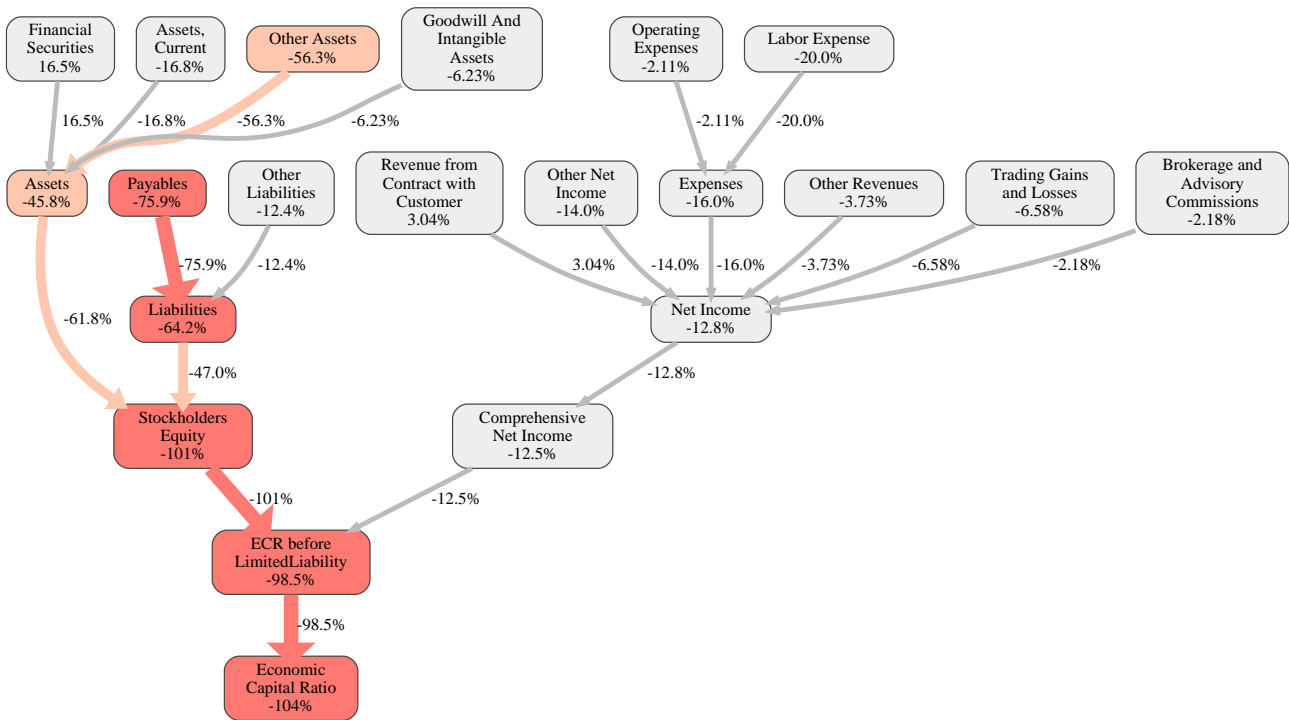 Financial
Securities
16.5%
Assets,
Current
-16.8%
Other Assets
-56.3%
Goodwill And
Intangible
Assets
-6.23%
Operating
Expenses
-2.11%
Labor Expense
-20.0%
16.5%
-16.8%
-56.3%
-6.23%
-2.11%
-20.0%
Assets
-45.8%
Payables
-75.9%
Other
Liabilities
-12.4%
Revenue from
Contract with
Customer
3.04%
Other Net
Income
-14.0%
Expenses
-16.0%
Other Revenues
-3.73%
Trading Gains
and Losses
-6.58%
Brokerage and
Advisory
Commissions
-2.18%
-75.9%
-12.4%
3.04%
-14.0%
-16.0%
-3.73%
-6.58%
-2.18%
-61.8%
Liabilities
-64.2%
Net Income
-12.8%
-47.0%
-12.8%
Stockholders
Equity
-101%
Comprehensive
Net Income
-12.5%
-101%
-12.5%
ECR before
LimitedLiability
-98.5%
-98.5%
Economic
Capital Ratio
-104%